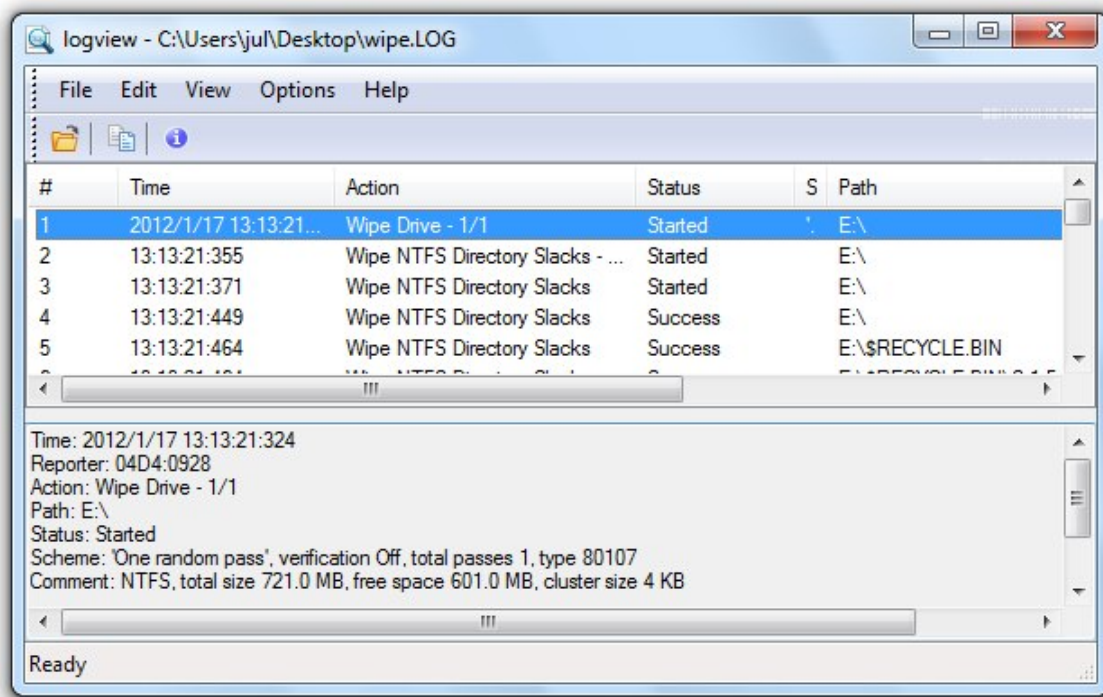 logview - C:\Users\jul\Desktop\wipe.LOG
File Edit View Options Help
# Time Action Status S Path
1 2012/1/17 13:13:21... Wipe Drive - 1/1 Started '. E:\
2 13:13:21:355 Wipe NTFS Directory Slacks - ... Started E:\
3 13:13:21:371 Wipe NTFS Directory Slacks Started E:\
4 13:13:21:449 Wipe NTFS Directory Slacks Success E:\
5 13:13:21:464 Wipe NTFS Directory Slacks Success E:\$RECYCLE.BIN
Time: 2012/1/17 13:13:21:324
Reporter: 04D4:0928
Action: Wipe Drive - 1/1
Path: E:\
Status: Started
Scheme: 'One random pass', verification Off, total passes 1, type 80107
Comment: NTFS, total size 721.0 MB, free space 601.0 MB, cluster size 4 KB
Ready